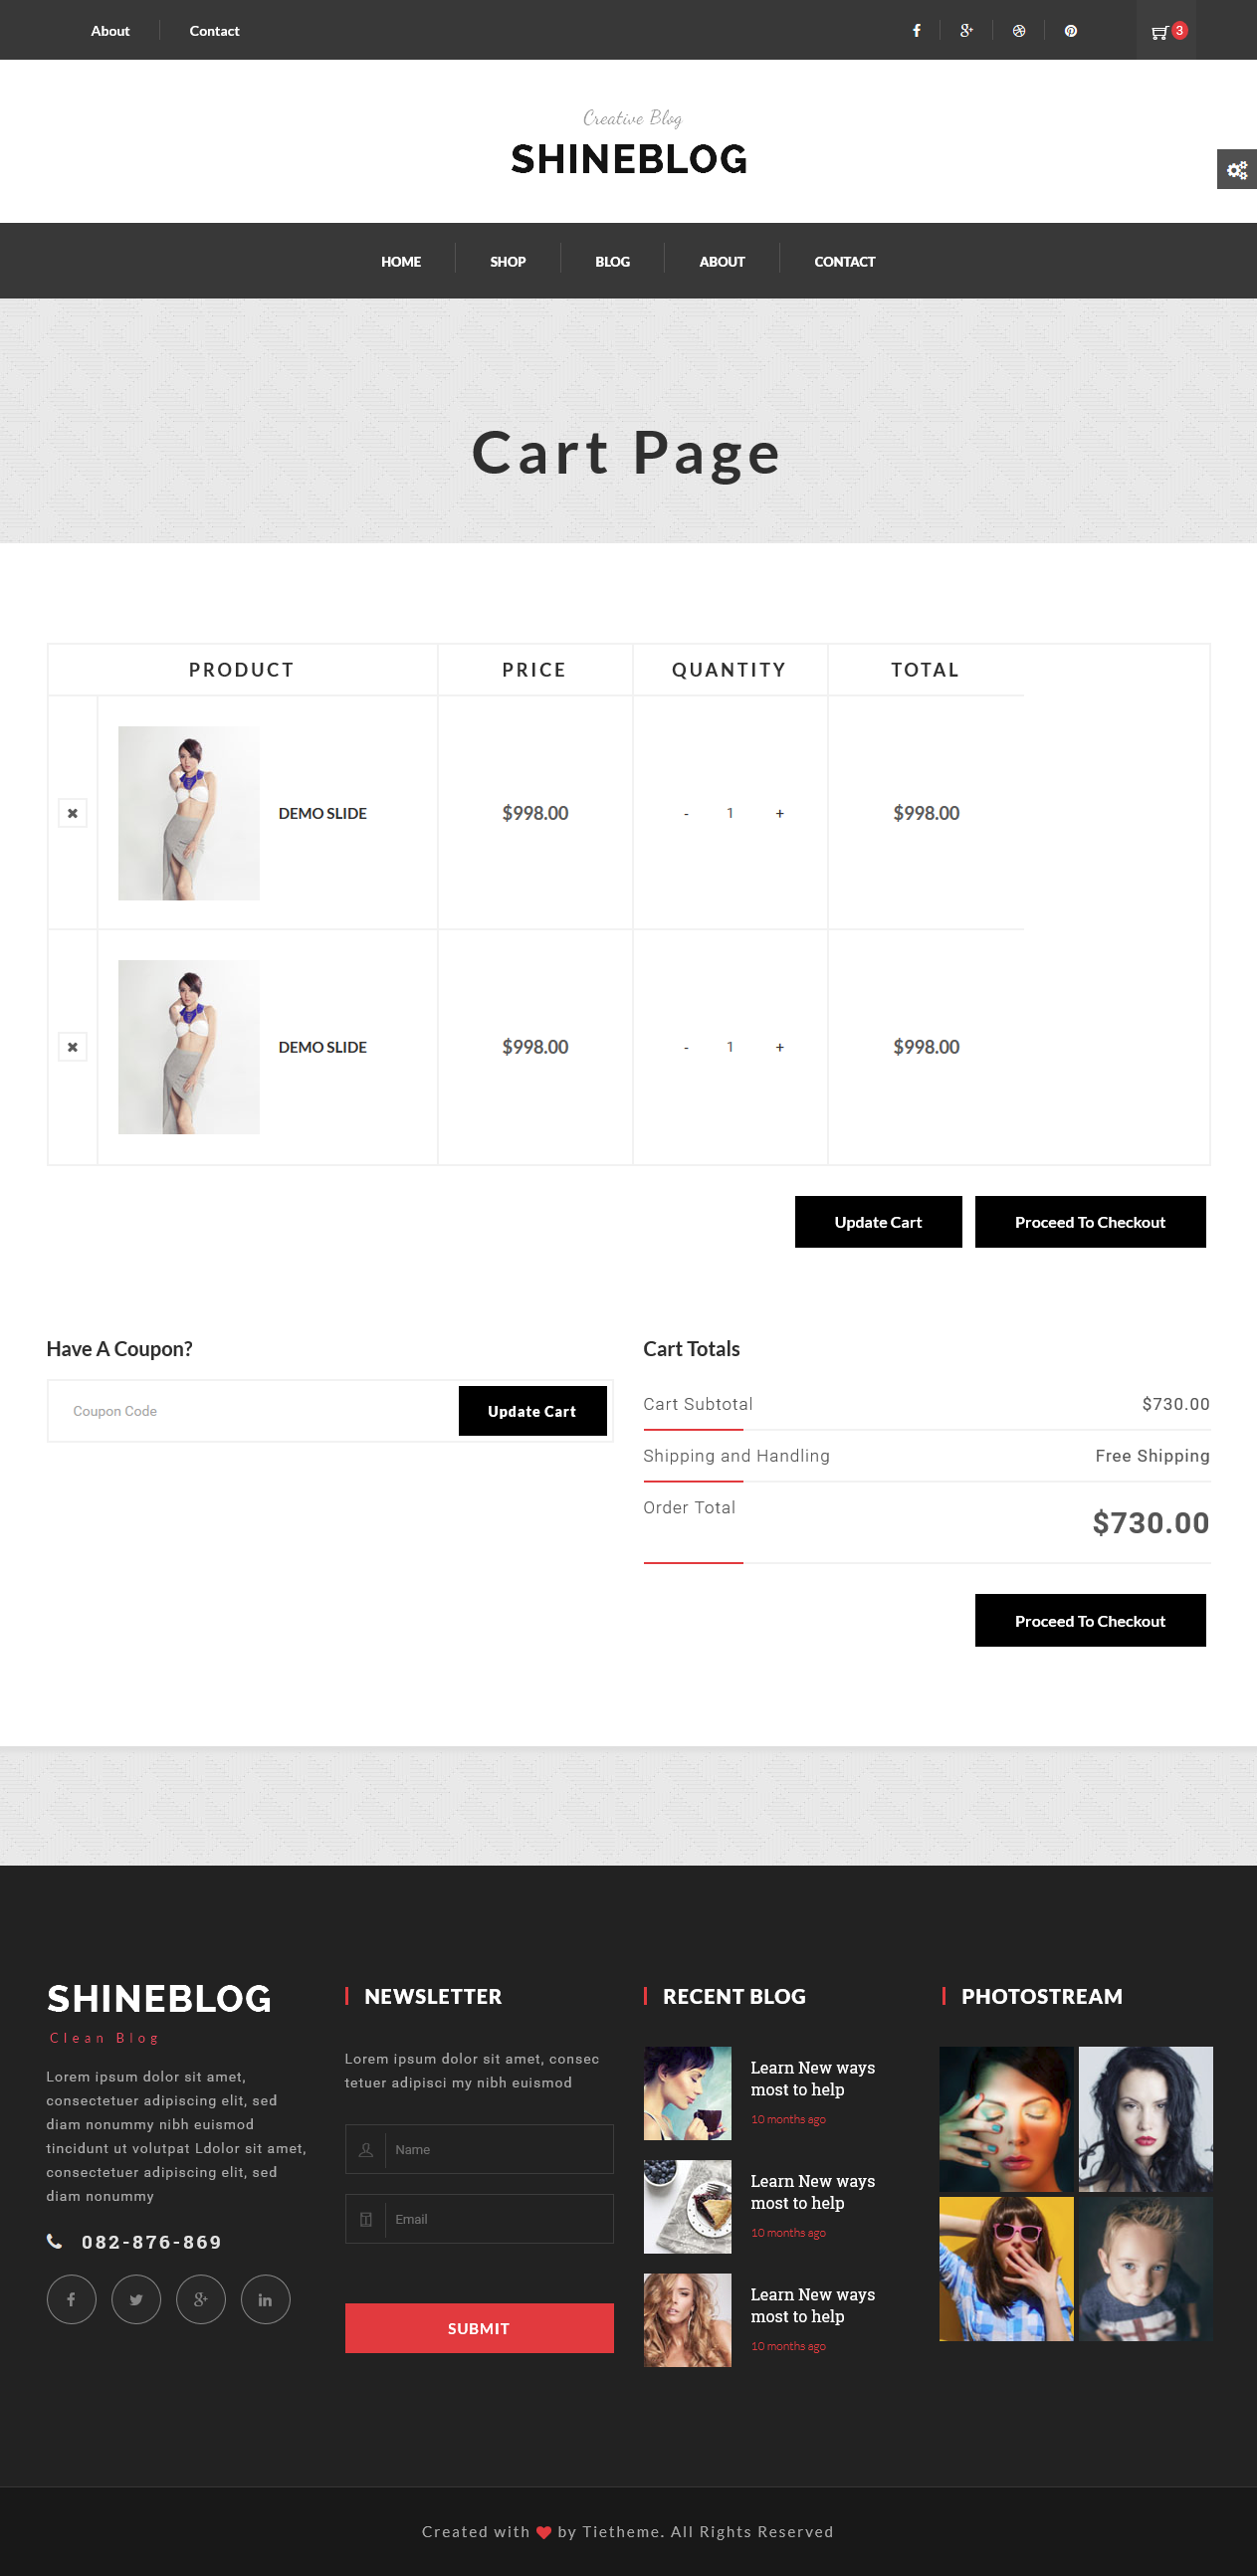 About Contact 3
Creative Blog
SHINEBLOG
HOME SHOP BLOG ABOUT CONTACT
Cart Page
PRODUCT PRICE QUANTITY TOTAL
DEMO SLIDE $998.00 - 1 + $998.00
DEMO SLIDE $998.00 - 1 + $998.00
Update Cart Proceed To Checkout
Have A Coupon?
Coupon Code Update Cart
Cart Totals
Cart Subtotal $730.00
Shipping and Handling Free Shipping
Order Total $730.00
Proceed To Checkout
SHINEBLOG
Clean Blog
Lorem ipsum dolor sit amet,
consectetuer adipiscing elit, sed
diam nonummy nibh euismod
tincidunt ut volutpat Ldolor sit amet,
consectetuer adipiscing elit, sed
diam nonummy
082-876-869
NEWSLETTER
Lorem ipsum dolor sit amet, consec
tetuer adipisci my nibh euismod
Name
Email
SUBMIT
RECENT BLOG
Learn New ways
most to help
10 months ago
Learn New ways
most to help
10 months ago
Learn New ways
most to help
10 months ago
PHOTOSTREAM
Created with ❤ by Tietheme. All Rights Reserved